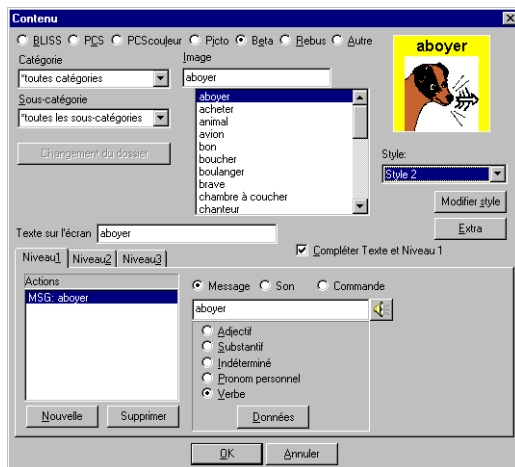 Contenu
BLISS PCS PCScouleur Picto Beta Rebus Autre
Catégorie
*toutes catégories
Sous-catégorie
*toutes les sous-catégories
Changement du dossier
Image
aboyer
aboyer
acheter
animal
avion
bon
boucher
boulanger
brave
chambre à coucher
chanteur
aboyer
Style:
Style 2
Modifier style
Extra
Texte sur l'écran aboyer
Compléter Texte et Niveau 1
Niveau1 Niveau2 Niveau3
Actions
MSG: aboyer
Nouvelle Supprimer
Message Son Commande
aboyer
Adjectif
Substantif
Indéterminé
Pronom personnel
Verbe
Données
OK Annuler